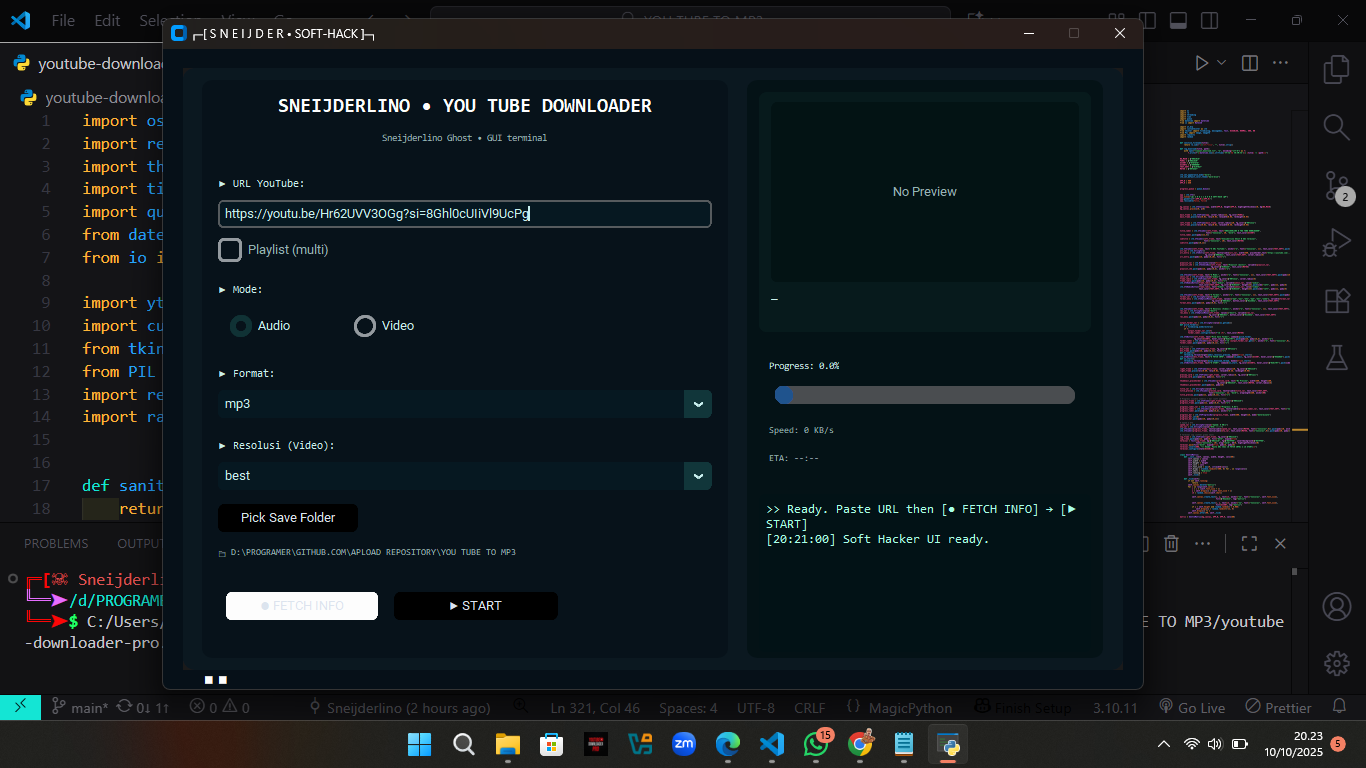 File Edit Selection View Go
YOU TUBE TO MP3
┌─[ S N E I J D E R • SOFT-HACK ]─┐
youtube-downloa
youtube-downloa
1 import os
2 import re
3 import th
4 import ti
5 import qu
6 from date
7 from io i
8
9 import yt
10 import cu
11 from tkin
12 from PIL
13 import re
14 import ra
15
16
17 def sanit
18 retur
SNEIJDERLINO • YOU TUBE DOWNLOADER
Sneijderlino Ghost • GUI terminal
► URL YouTube:
https://youtu.be/Hr62UVV3OGg?si=8Ghl0cUIiVl9UcPg
Playlist (multi)
► Mode:
Audio Video
► Format:
mp3
► Resolusi (Video):
best
Pick Save Folder
D:\PROGRAMER\GITHUB.COM\APLOAD REPOSITORY\YOU TUBE TO MP3
● FETCH INFO ► START
No Preview
—
Progress: 0.0%
Speed: 0 KB/s
ETA: --:--
>> Ready. Paste URL then [● FETCH INFO] → [►
START]
[20:21:00] Soft Hacker UI ready.
2
PROBLEMS OUTPU
┌─[☠ Sneijderli
└──➤/d/PROGRAME
└──➤$ C:/Users/
E TO MP3/youtube
-downloader-pro.
main* 0↓ 1↑ 0 0 Sneijderlino (2 hours ago) Ln 321, Col 46 Spaces: 4 UTF-8 CRLF {} MagicPython Finish Setup 3.10.11 Go Live Prettier
zm
15
20.23
10/10/2025
5